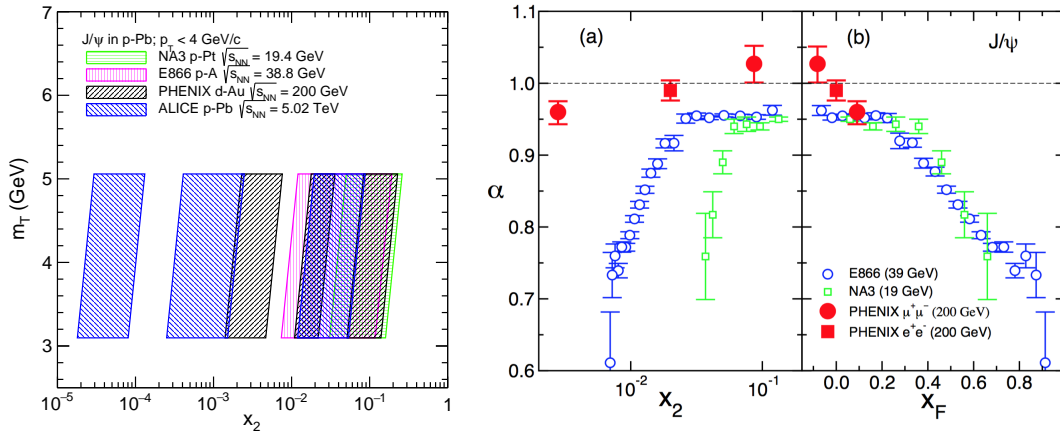 J/ψ in p-Pb; p_T < 4 GeV/c
NA3 p-Pt √s_NN = 19.4 GeV
E866 p-A √s_NN = 38.8 GeV
PHENIX d-Au √s_NN = 200 GeV
ALICE p-Pb √s_NN = 5.02 TeV
m_T (GeV)
7
6
5
4
3
2
10⁻⁵ 10⁻⁴ 10⁻³ 10⁻² 10⁻¹ 1
x₂
(a)
α
1.1
1.0
0.9
0.8
0.7
0.6
10⁻² 10⁻¹
X₂
(b) J/ψ
E866 (39 GeV)
NA3 (19 GeV)
PHENIX μ⁺μ⁻ (200 GeV)
PHENIX e⁺e⁻ (200 GeV)
0.0 0.2 0.4 0.6 0.8
X_F